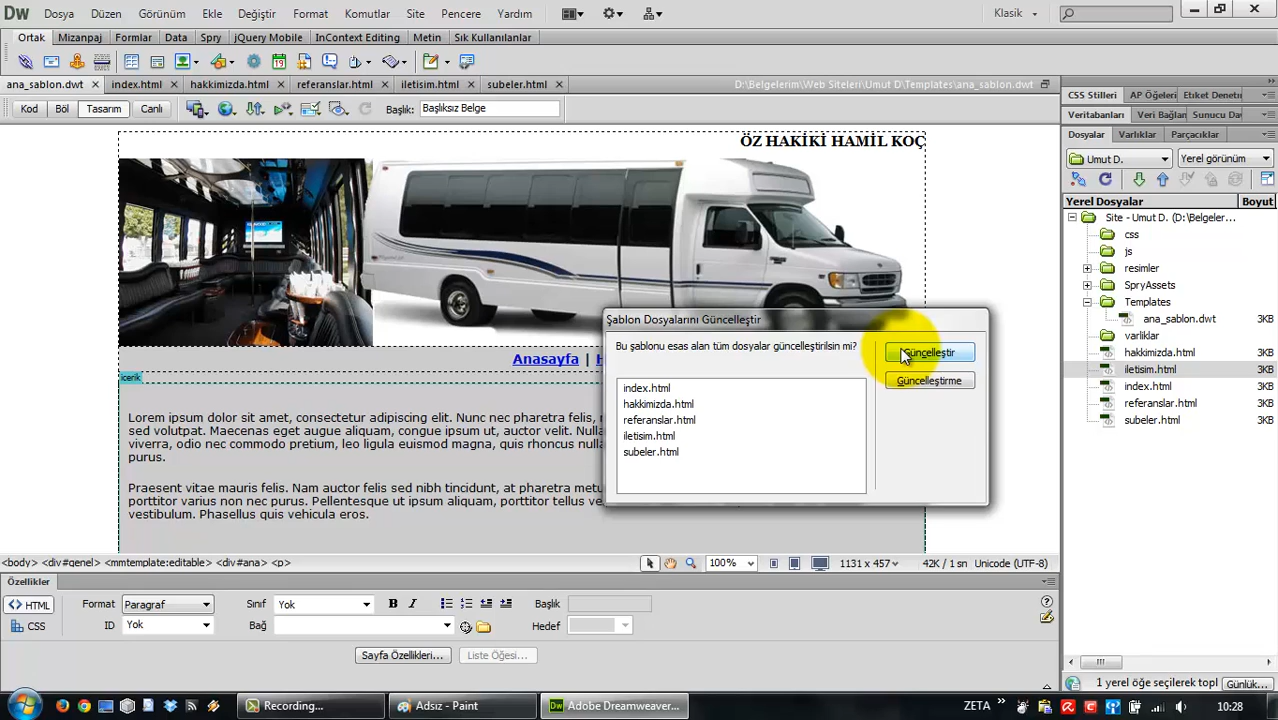 Dw Dosya Düzen Görünüm Ekle Değiştir Format Komutlar Site Pencere Yardım Klasik
Ortak Mizanpaj Formlar Data Spry jQuery Mobile InContext Editing Metin Sık Kullanılanlar
ana_sablon.dwt index.html hakkimizda.html referanslar.html iletisim.html subeler.html D:\Belgelerim\Web Siteleri\Umut D.\Templates\ana_sablon.dwt
Kod Böl Tasarım Canlı Başlık: Başlıksız Belge
ÖZ HAKİKİ HAMİL KOÇ
Anasayfa | H
icerik
Lorem ipsum dolor sit amet, consectetur adipiscing elit. Nunc nec pharetra felis,
sed volutpat. Maecenas eget augue aliquam, congue ipsum ut, auctor velit.
viverra, odio nec commodo pretium, leo ligula euismod magna, quis rhoncus
purus.
Praesent vitae mauris felis. Nam auctor felis sed nibh tincidunt, at pharetra
porttitor varius non nec purus. Pellentesque ut ipsum aliquam, porttitor tellus
vestibulum. Phasellus quis vehicula eros.
Şablon Dosyalarını Güncelleştir
Bu şablonu esas alan tüm dosyalar güncelleştirilsin mi?
Güncelleştir
Güncelleştirme
index.html
hakkimizda.html
referanslar.html
iletisim.html
subeler.html
CSS Stilleri AP Öğeleri Etiket Denetm
Veritabanları Veri Bağlan Sunucu Da
Dosyalar Varlıklar Parçacıklar
Umut D. Yerel görünüm
Yerel Dosyalar Boyut
Site - Umut D. (D:\Belgeler...
css
js
resimler
SpryAssets
Templates
ana_sablon.dwt 3KB
varliklar
hakkimizda.html 3KB
iletisim.html 3KB
index.html 3KB
referanslar.html 3KB
subeler.html 3KB
<body> <div#genel> <mmtemplate:editable> <div#ana> <p> 100% 1131 x 457 42K / 1 sn Unicode (UTF-8)
Özellikler
<> HTML Format Paragraf Sınıf Yok B I Başlık
CSS ID Yok Bağ Hedef
Sayfa Özellikleri... Liste Öğesi...
1 yerel öğe seçilerek topl Günlük...
Recording... Adsız - Paint Adobe Dreamweaver... ZETA 10:28